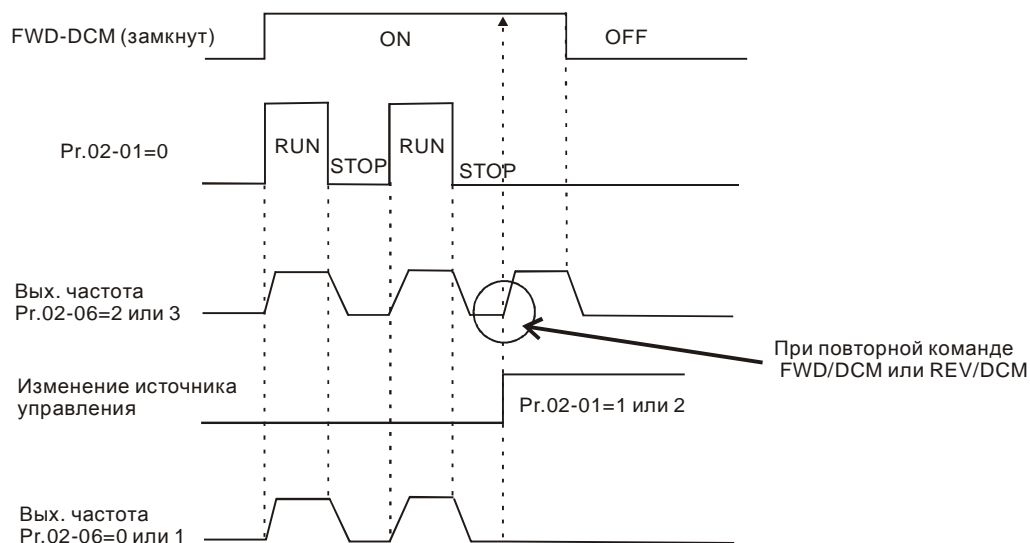 FWD-DCM (замкнут)
ON
OFF
Pr.02-01=0
RUN
STOP
RUN
STOP
Вых. частота
Pr.02-06=2 или 3
При повторной команде
FWD/DCM или REV/DCM
Изменение источника
управления
Pr.02-01=1 или 2
Вых. частота
Pr.02-06=0 или 1